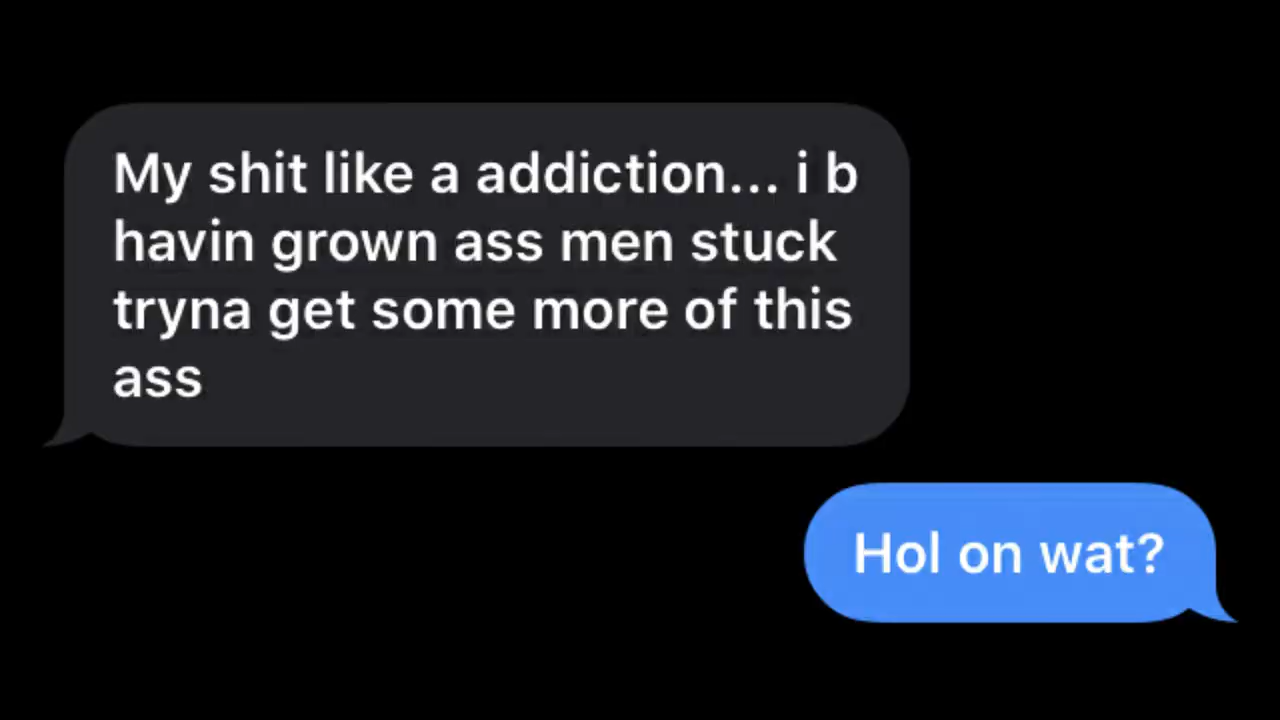 My shit like a addiction... i b
havin grown ass men stuck
tryna get some more of this
ass
Hol on wat?